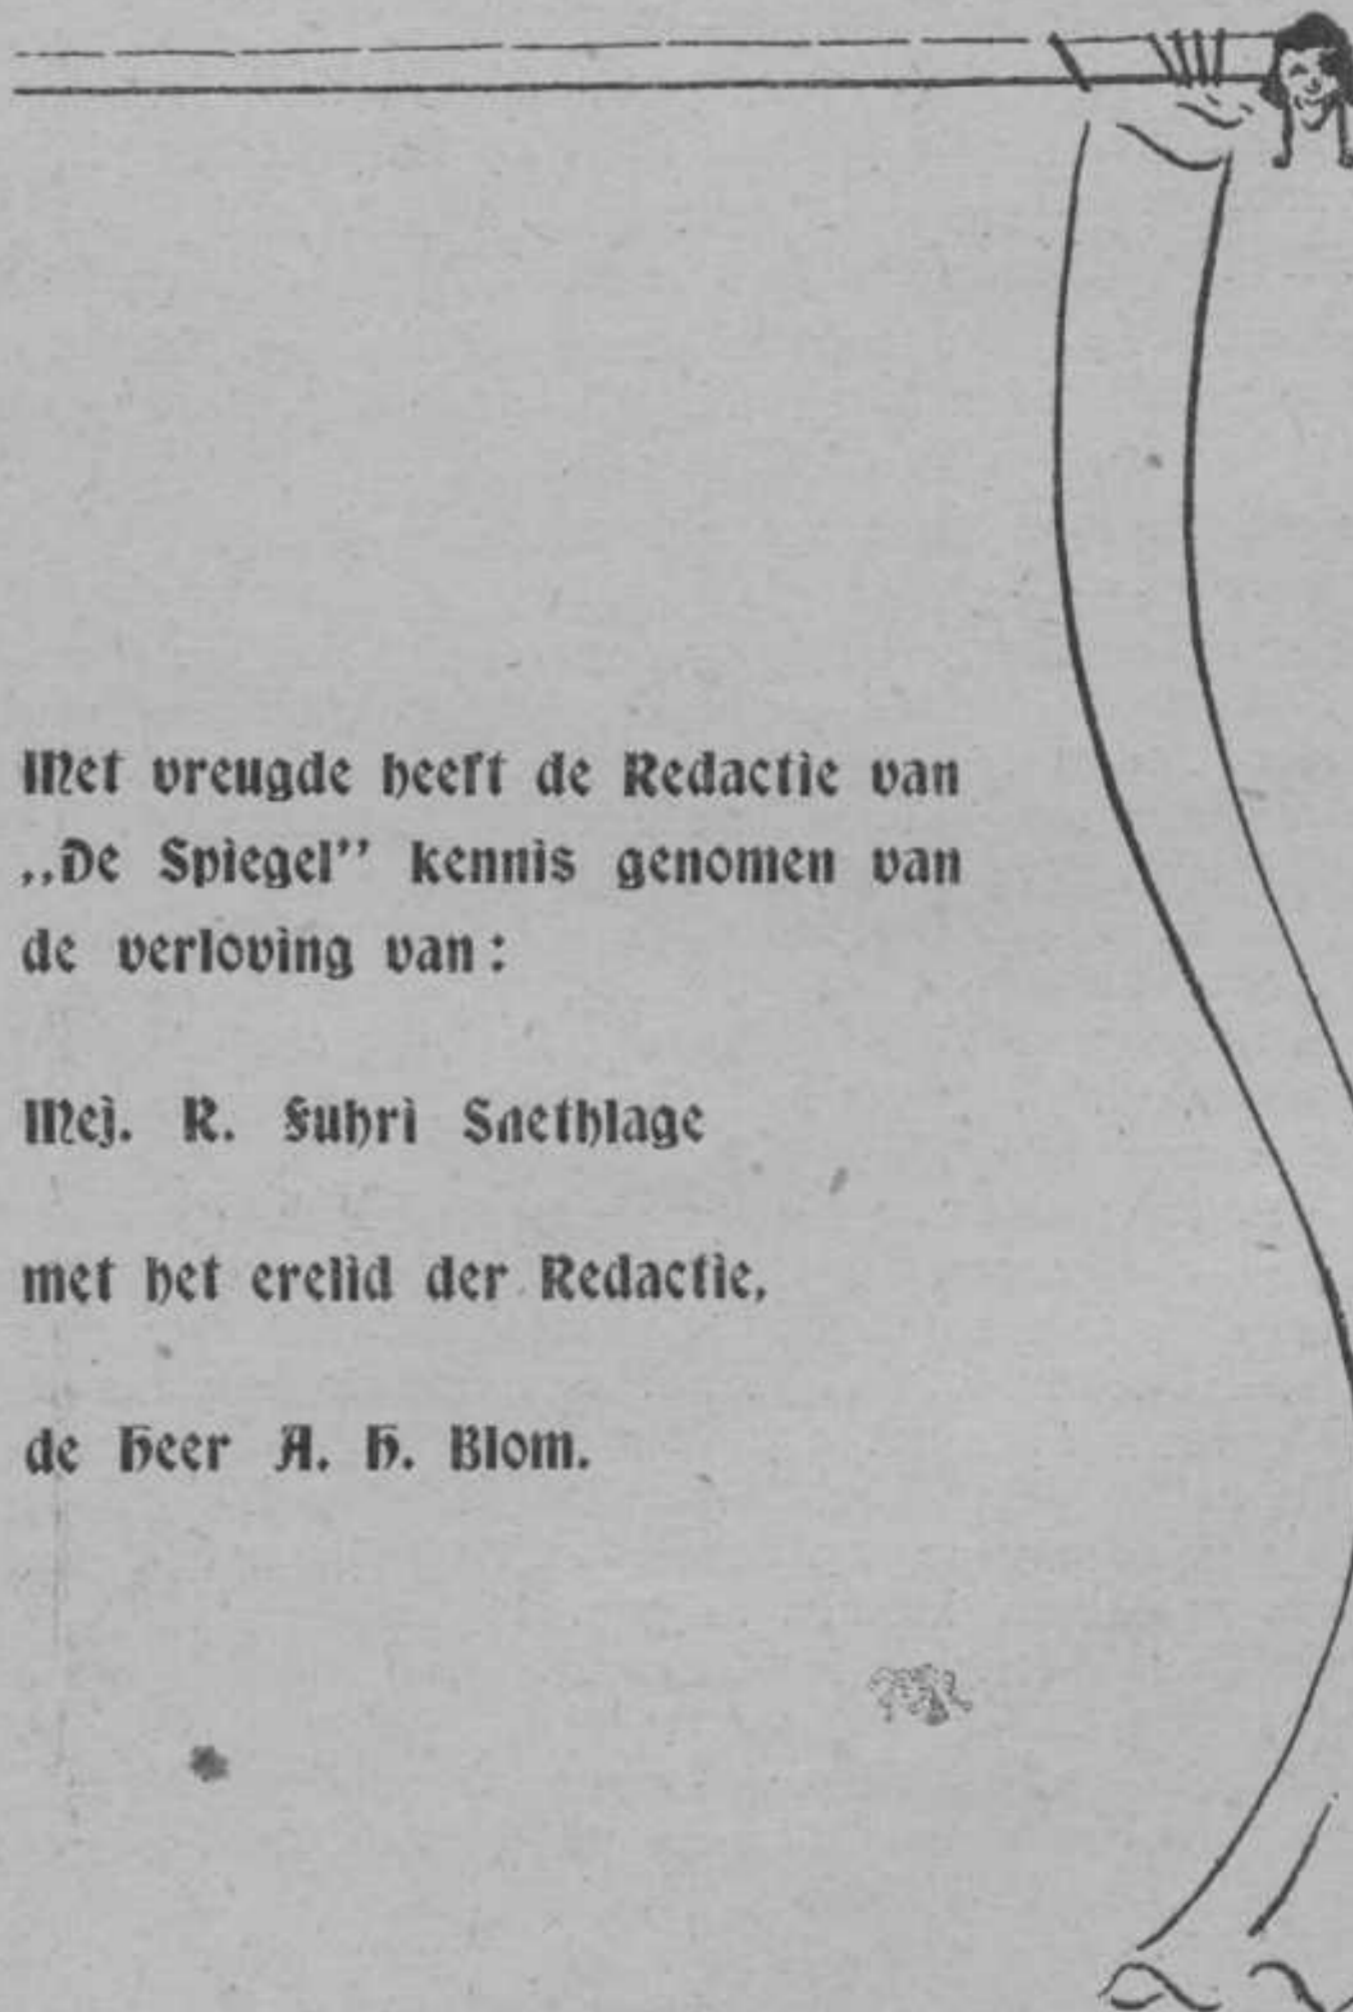 Met vreugde heeft de Redactie van
„De Spiegel” kennis genomen van
de verloving van:
Mej. R. Fuhri Snethlage
met het erelid der Redactie,
de Heer A. H. Blom.